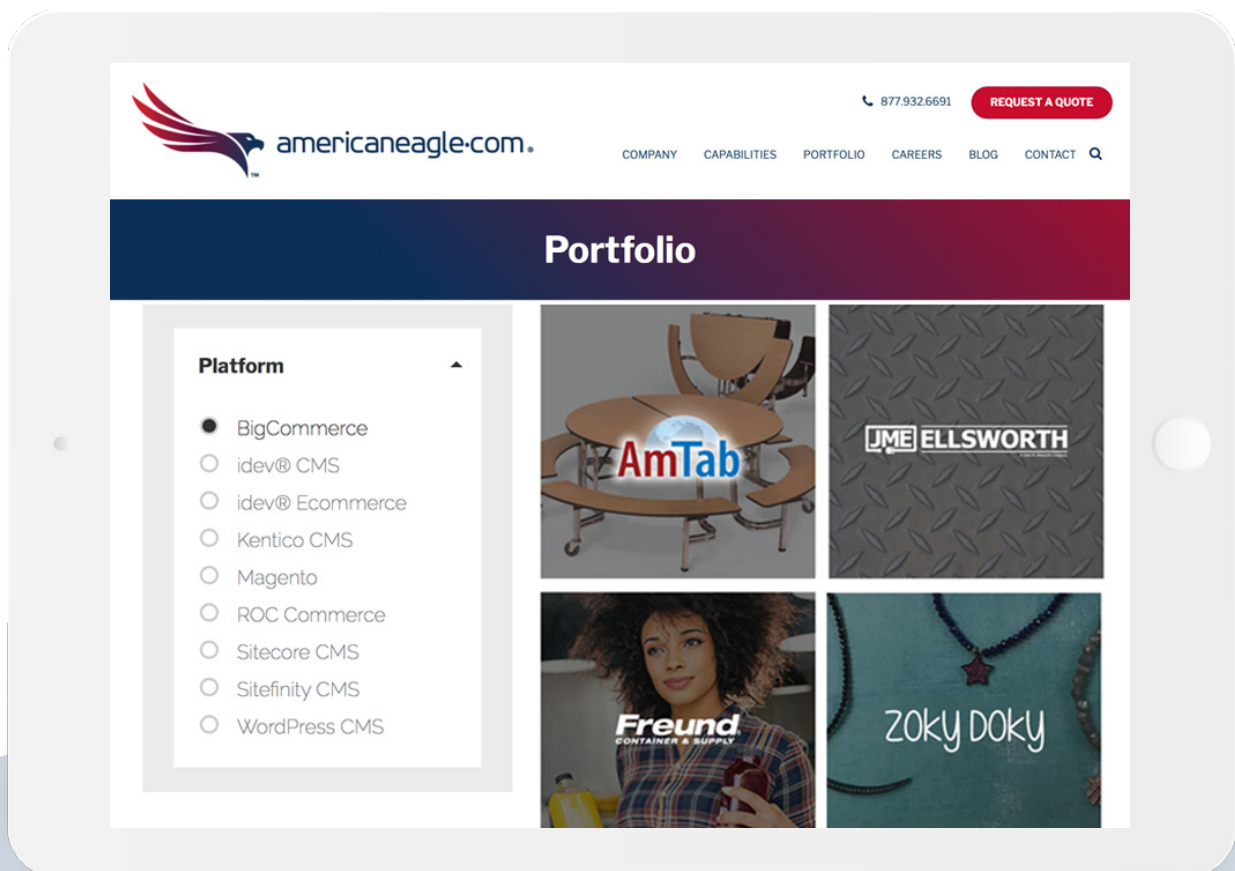 877.932.6691
REQUEST A QUOTE
americaneagle.com.
TM
COMPANY CAPABILITIES PORTFOLIO CAREERS BLOG CONTACT
Portfolio
Platform
BigCommerce
idev® CMS
idev® Ecommerce
Kentico CMS
Magento
ROC Commerce
Sitecore CMS
Sitefinity CMS
WordPress CMS
AmTab
JME ELLSWORTH
Freund
CONTAINER & SUPPLY
ZOKY DOKY